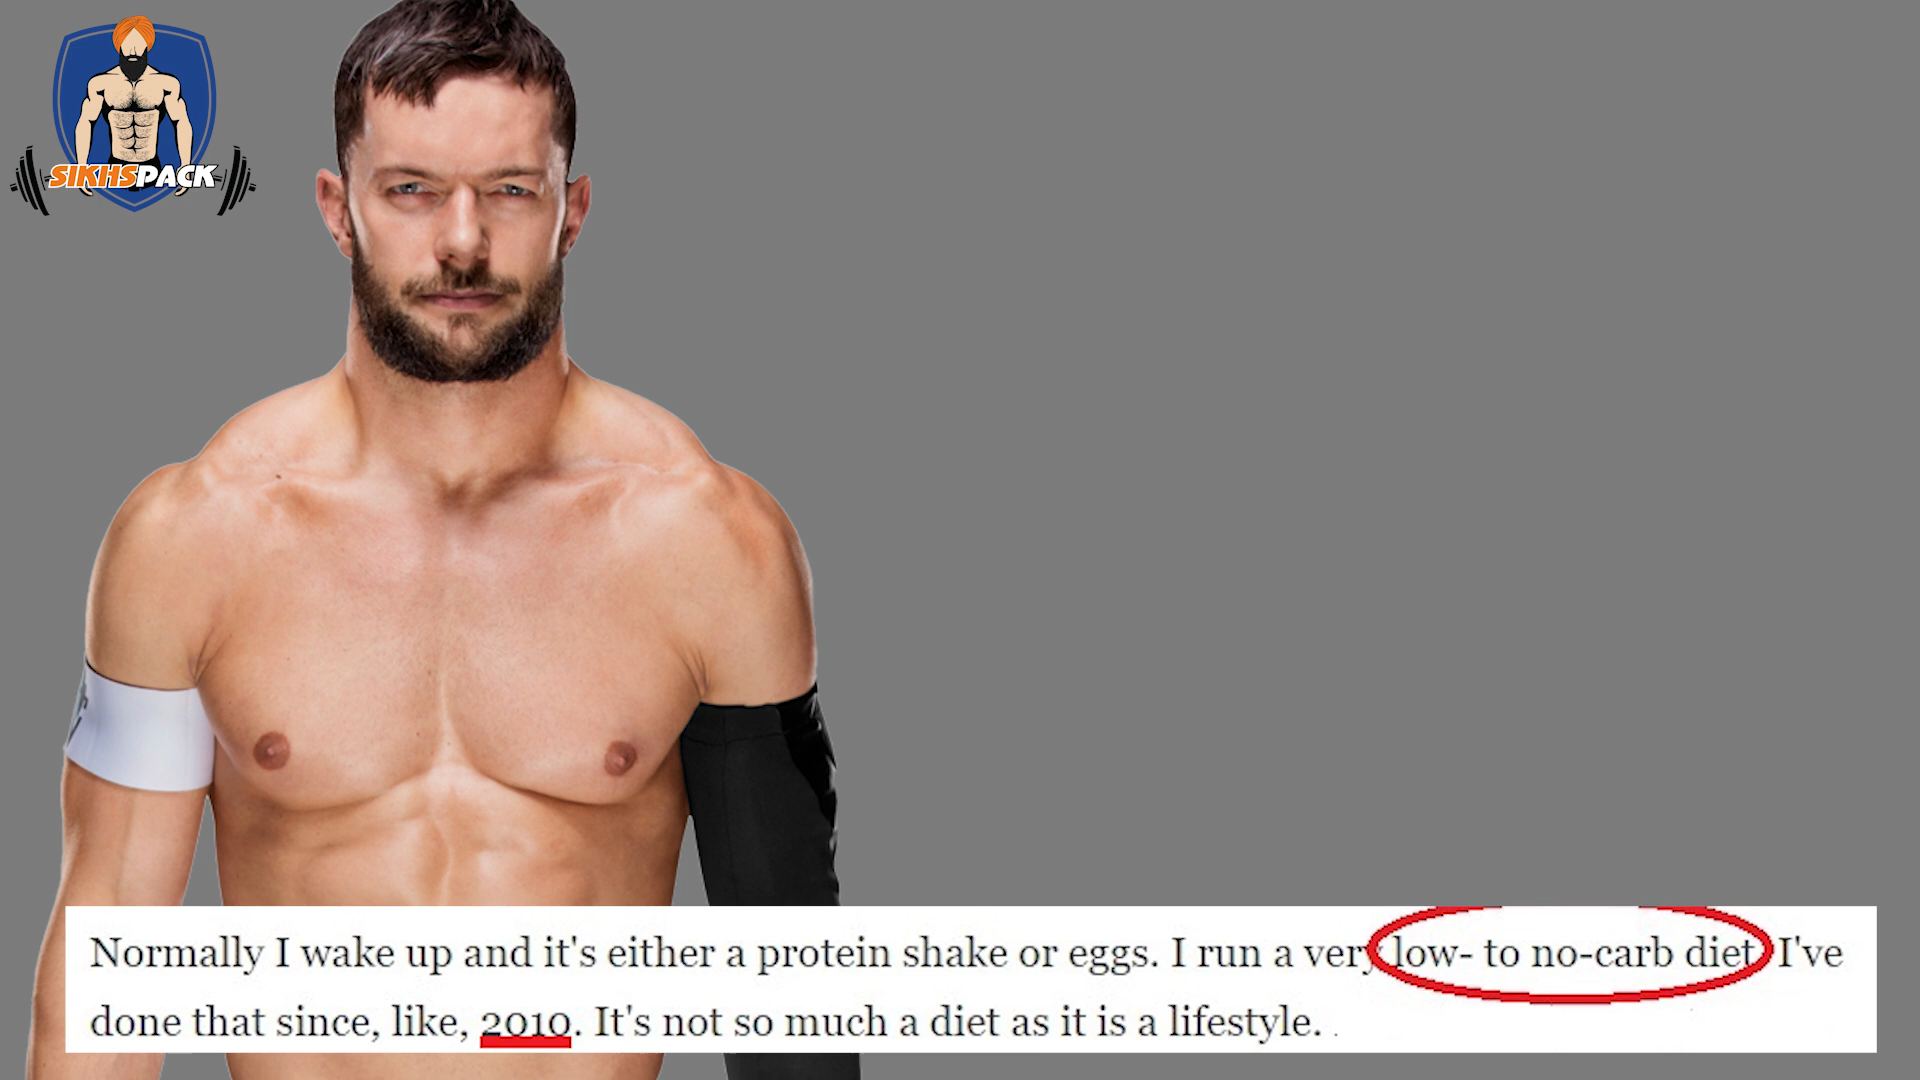 SIKHSPACK
Normally I wake up and it's either a protein shake or eggs. I run a very low- to no-carb diet. I've
done that since, like, 2010. It's not so much a diet as it is a lifestyle.